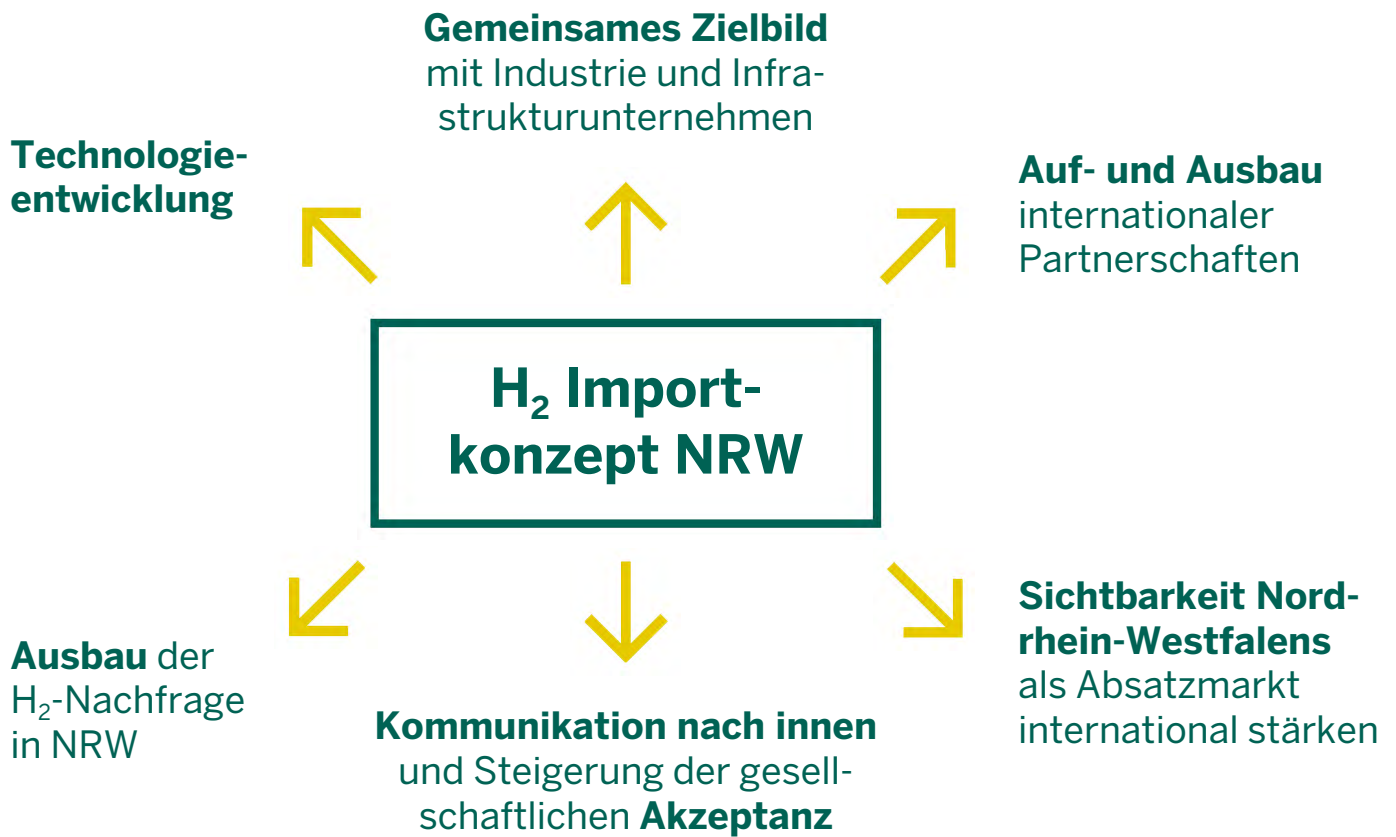 Gemeinsames Zielbild
mit Industrie und Infra-
strukturunternehmen
Technologie-
entwicklung
Auf- und Ausbau
internationaler
Partnerschaften
H₂ Import-
konzept NRW
Ausbau der
H₂-Nachfrage
in NRW
Kommunikation nach innen
und Steigerung der gesell-
schaftlichen Akzeptanz
Sichtbarkeit Nord-
rhein-Westfalens
als Absatzmarkt
international stärken